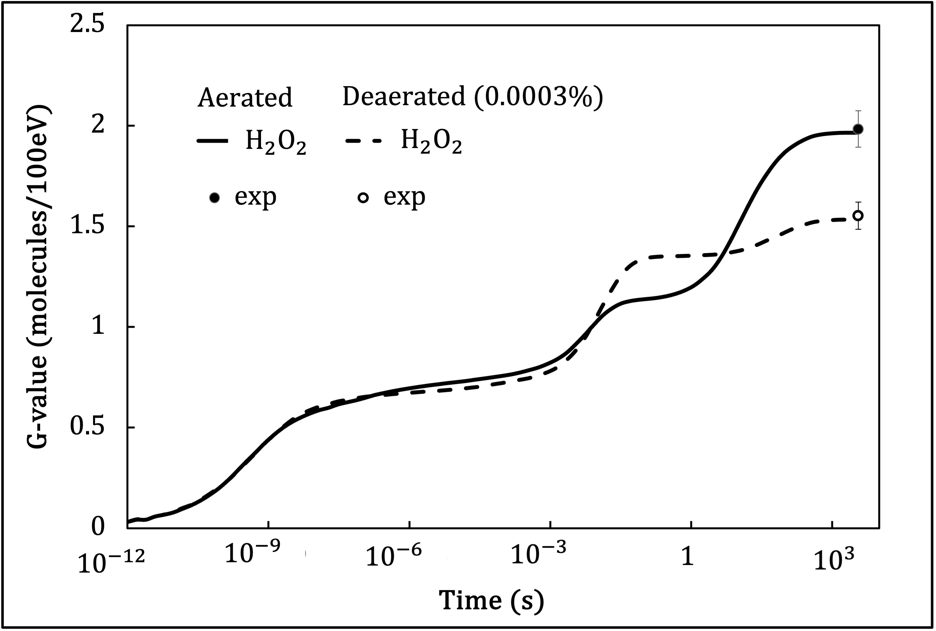 2.5
2
1.5
1
0.5
0
G-value (molecules/100eV)
Aerated Deaerated (0.0003%)
H₂O₂ H₂O₂
exp exp
10⁻¹² 10⁻⁹ 10⁻⁶ 10⁻³ 1 10³
Time (s)